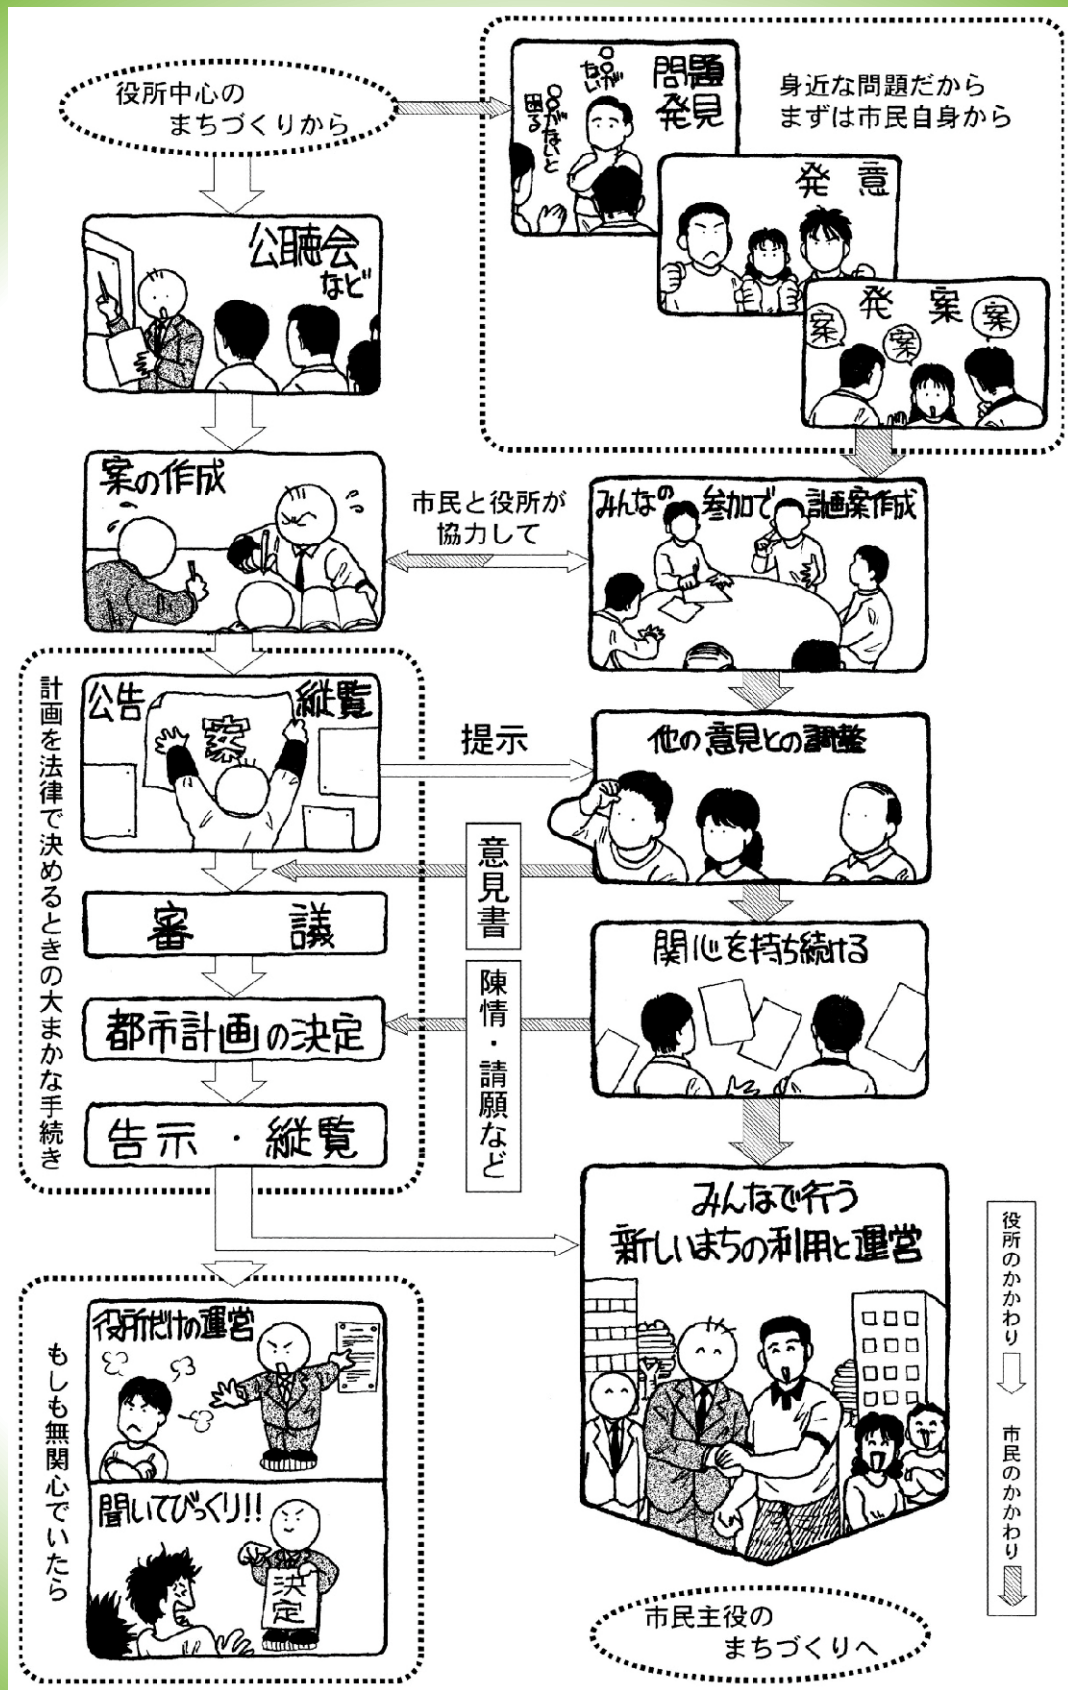 役所中心の
まちづくりから
公聴会
など
案の作成
計画を法律で決めるときの大まかな手続き
公告 縦覧
案
審 議
都市計画の決定
告示・縦覧
もしも無関心でいたら
役所だけの運営
聞いてびっくり!!
決定
市民と役所が
協力して
提示
意見書
陳情・請願など
問題
発見
○○が
ない
○○がないと
困る
身近な問題だから
まずは市民自身から
発 意
発 案
案
案
案
みんなの参加で計画案作成
他の意見との調整
関心を持ち続ける
みんなで行う
新しいまちの利用と運営
役所のかかわり
市民のかかわり
市民主役の
まちづくりへ